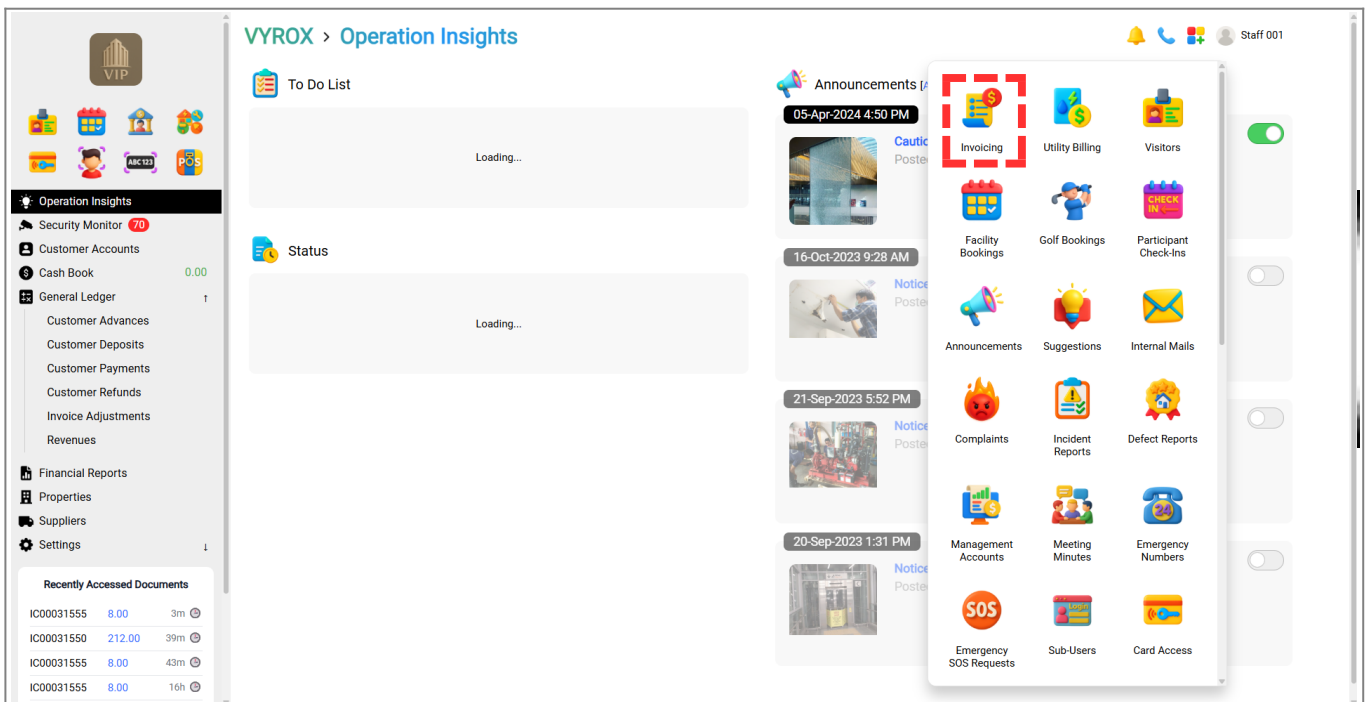 VYROX > Operation Insights
Staff 001
VIP
ABC 123
POS
Operation Insights
Security Monitor 70
Customer Accounts
Cash Book 0.00
General Ledger ↑
Customer Advances
Customer Deposits
Customer Payments
Customer Refunds
Invoice Adjustments
Revenues
Financial Reports
Properties
Suppliers
Settings ↓
Recently Accessed Documents
IC00031555 8.00 3m
IC00031550 212.00 39m
IC00031555 8.00 43m
IC00031555 8.00 16h
To Do List
Loading...
Status
Loading...
Announcements
05-Apr-2024 4:50 PM
16-Oct-2023 9:28 AM
Notice
21-Sep-2023 5:52 PM
Notice
20-Sep-2023 1:31 PM
Notice
Invoicing
Utility Billing
Visitors
Facility
Bookings
Golf Bookings
CHECK
IN
Participant
Check-Ins
Announcements
Suggestions
Internal Mails
Complaints
Incident
Reports
Defect Reports
Management
Accounts
Meeting
Minutes
24
Emergency
Numbers
SOS
Emergency
SOS Requests
Login
Sub-Users
Card Access